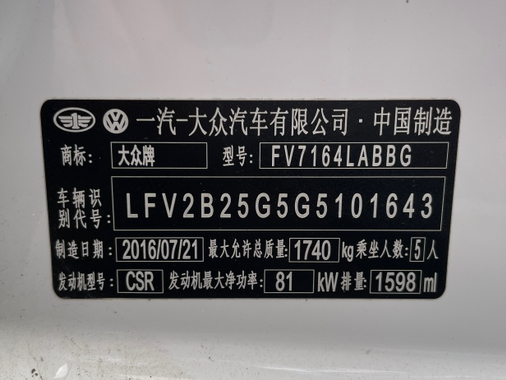 一汽-大众汽车有限公司·中国制造
商标: 大众牌 型号: FV7164LABBG
车辆识别代号: LFV2B25G5G5101643
制造日期 2016/07/21 最大允许总质量: 1740 kg 乘坐人数: 5 人
发动机型号 CSR 发动机最大净功率: 81 kW 排量: 1598 ml